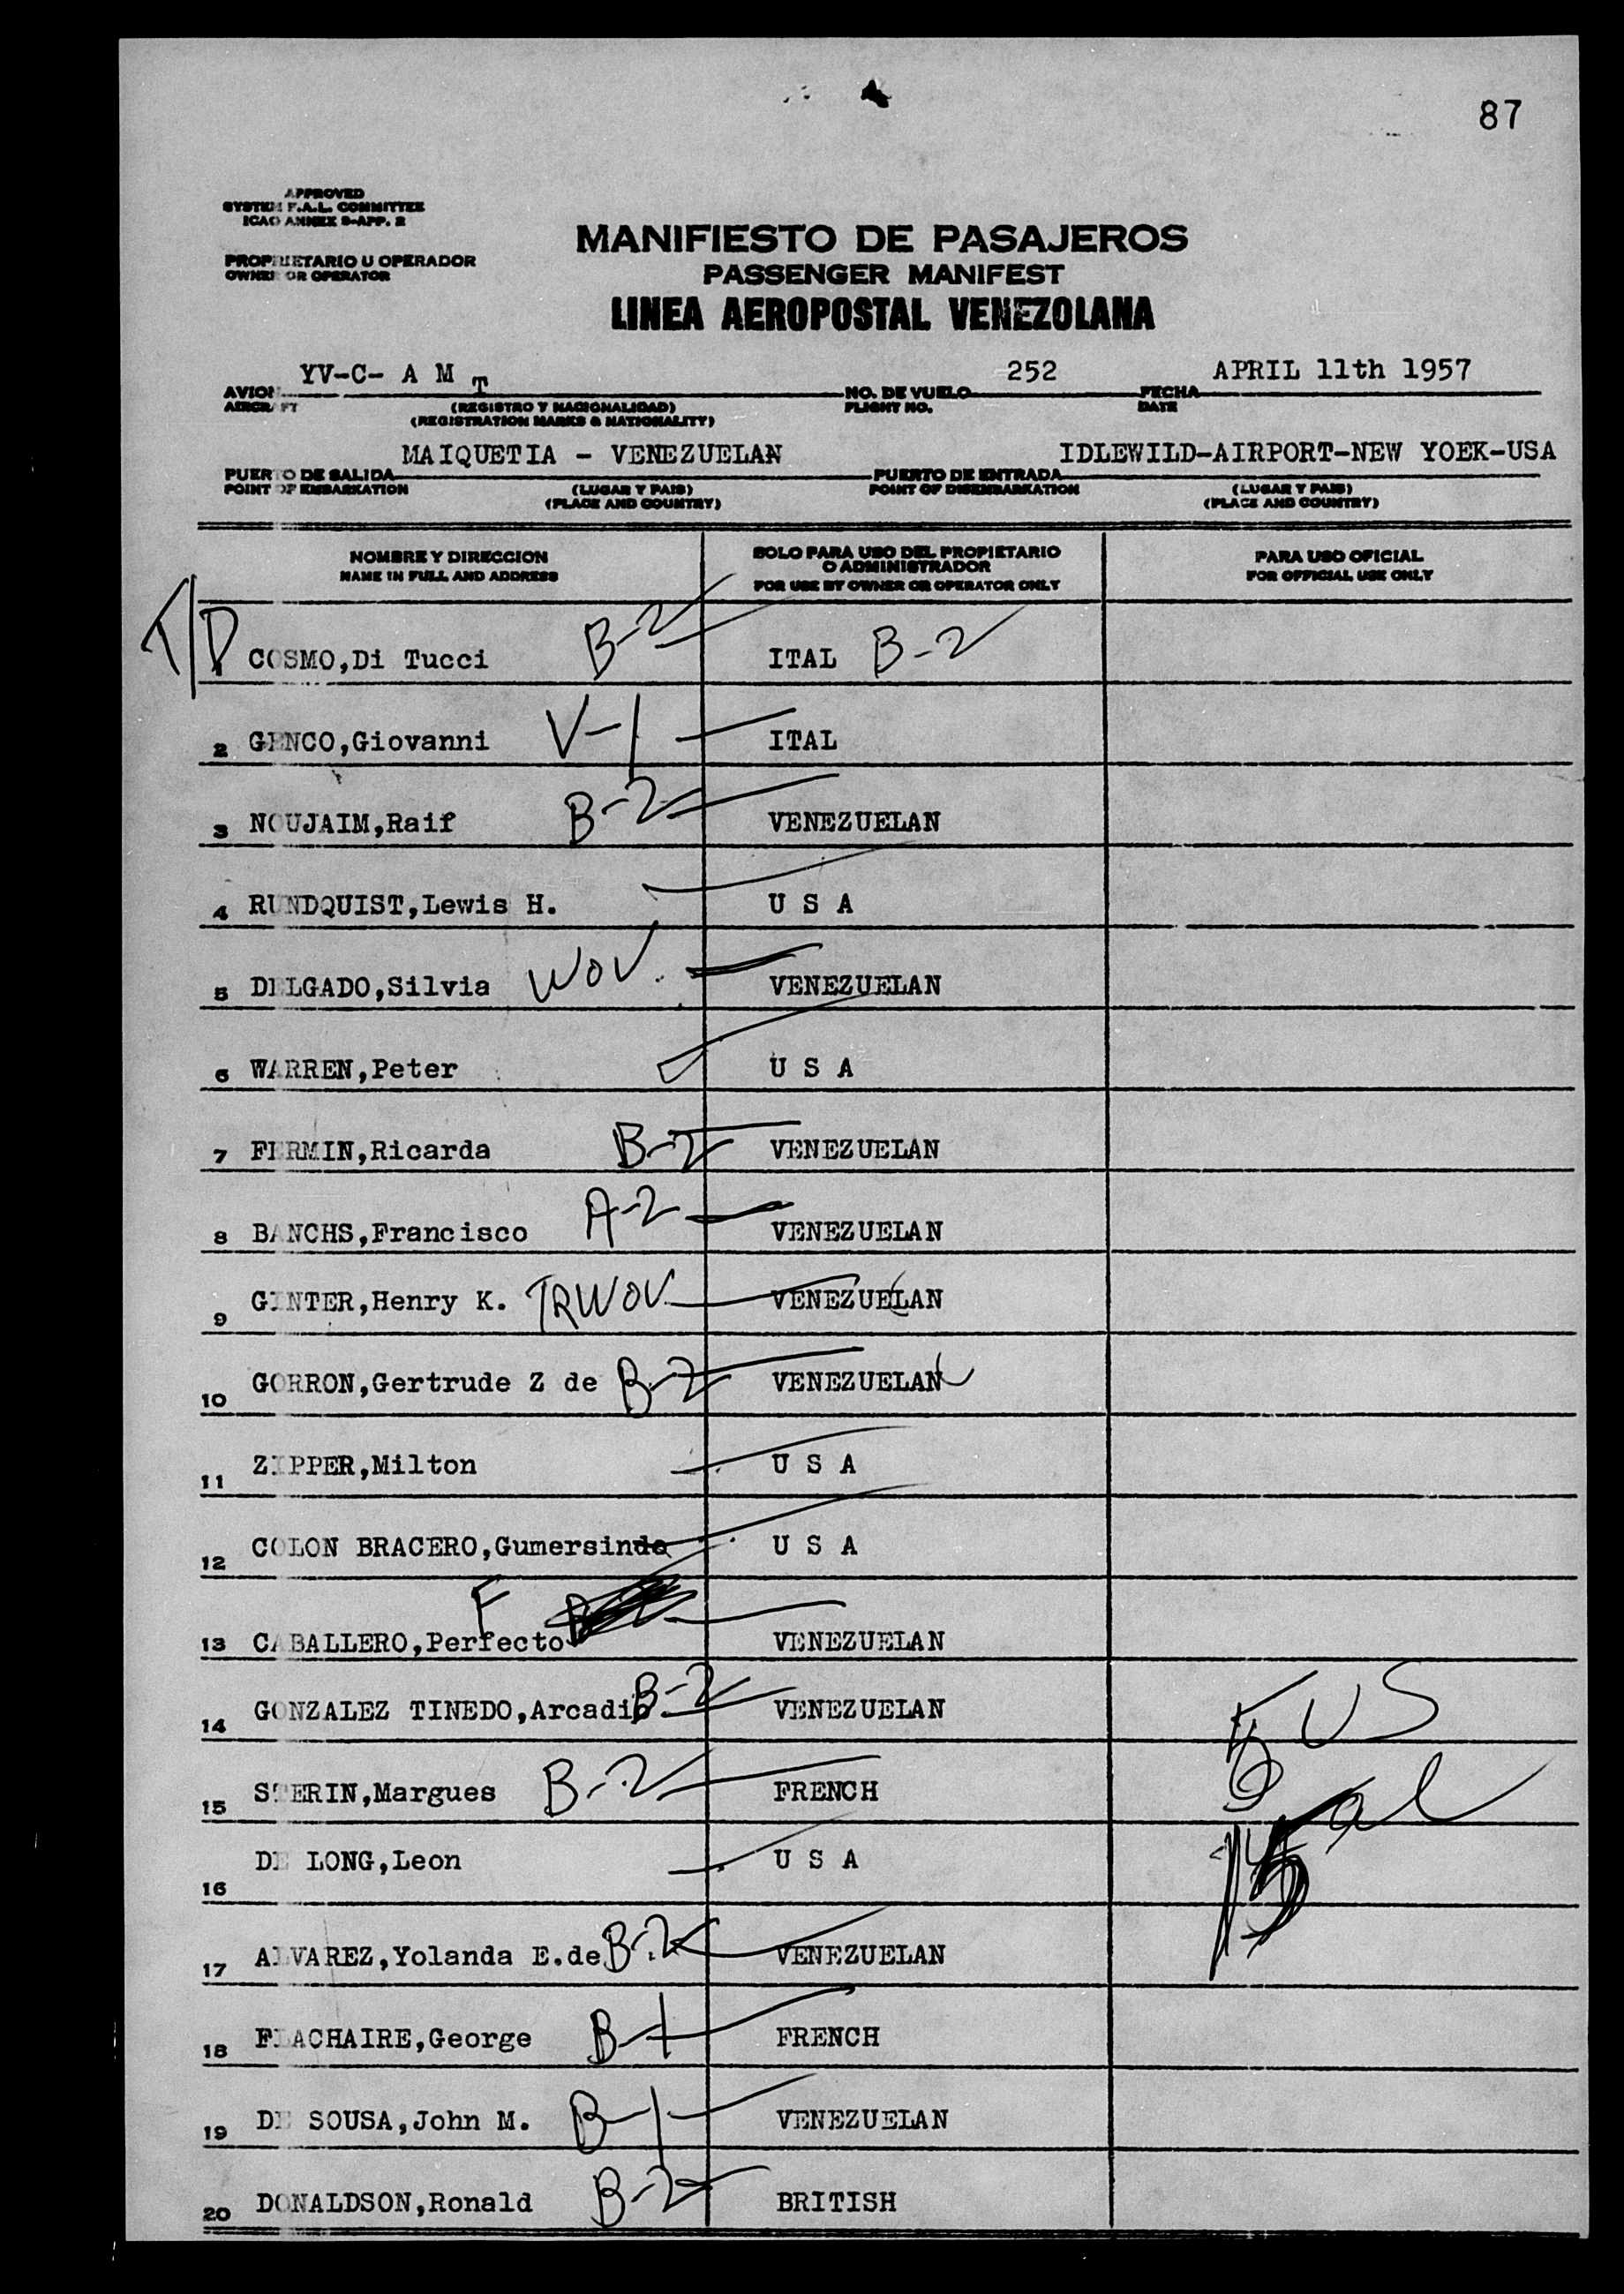 87
APPROVED
SYSTEM F.A.L. COMMITTEE
ICAO ANNEX 9-APP. 2
PROPRIETARIO U OPERADOR
OWNER OR OPERATOR
MANIFIESTO DE PASAJEROS
PASSENGER MANIFEST
LINEA AEROPOSTAL VENEZOLANA
AVION YV-C- A M T NO. DE VUELO 252 FECHA APRIL 11th 1957
AIRCRAFT (REGISTRO Y NACIONALIDAD) FLIGHT NO. DATE
(REGISTRATION MARKS & NATIONALITY)
PUERTO DE SALIDA MAIQUETIA - VENEZUELAN PUERTO DE ENTRADA IDLEWILD-AIRPORT-NEW YOEK-USA
POINT OF EMBARKATION (LUGAR Y PAIS) POINT OF DISEMBARKATION (LUGAR Y PAIS)
(PLACE AND COUNTRY) (PLACE AND COUNTRY)
NOMBRE Y DIRECCION SOLO PARA USO DEL PROPIETARIO PARA USO OFICIAL
O ADMINISTRADOR
NAME IN FULL AND ADDRESS FOR USE BY OWNER OR OPERATOR ONLY FOR OFFICIAL USE ONLY
T/D COSMO,Di Tucci B-2 ITAL B-2
2 GENCO,Giovanni V-1 ITAL
3 NOUJAIM,Raif B-2 VENEZUELAN
4 RUNDQUIST,Lewis H. U S A
5 DELGADO,Silvia WOV VENEZUELAN
6 WARREN,Peter U S A
7 FERMIN,Ricarda B-2 VENEZUELAN
8 BANCHS,Francisco A-2 VENEZUELAN
9 GINTER,Henry K. TRWOV VENEZUELAN
10 GORRON,Gertrude Z de B-2 VENEZUELAN
11 ZIPPER,Milton U S A
12 COLON BRACERO,Gumersindo U S A
13 CABALLERO,Perfecto F VENEZUELAN
14 GONZALEZ TINEDO,Arcadio B-2 VENEZUELAN
5 US
15 STERIN,Margues B-2 FRENCH
15 al
16 DE LONG,Leon U S A
17 ALVAREZ,Yolanda E.de B-2 VENEZUELAN
18 FLACHAIRE,George B-1 FRENCH
19 DE SOUSA,John M. B-1 VENEZUELAN
20 DONALDSON,Ronald B-2 BRITISH